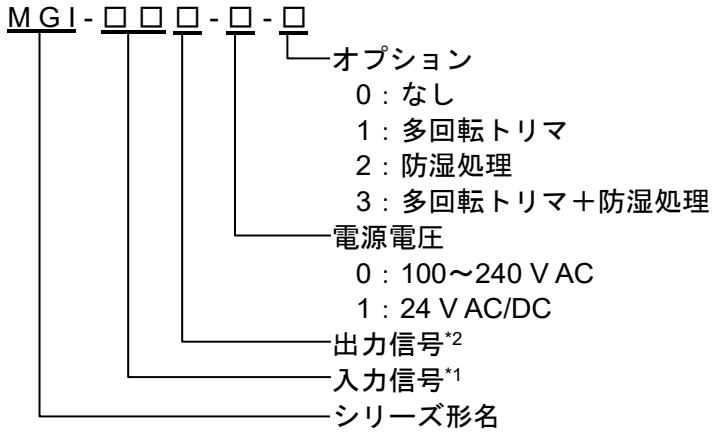 MGI-□□□-□-□
オプション
0：なし
1：多回転トリマ
2：防湿処理
3：多回転トリマ＋防湿処理
電源電圧
0：100～240 V AC
1：24 V AC/DC
出力信号*2
入力信号*1
シリーズ形名